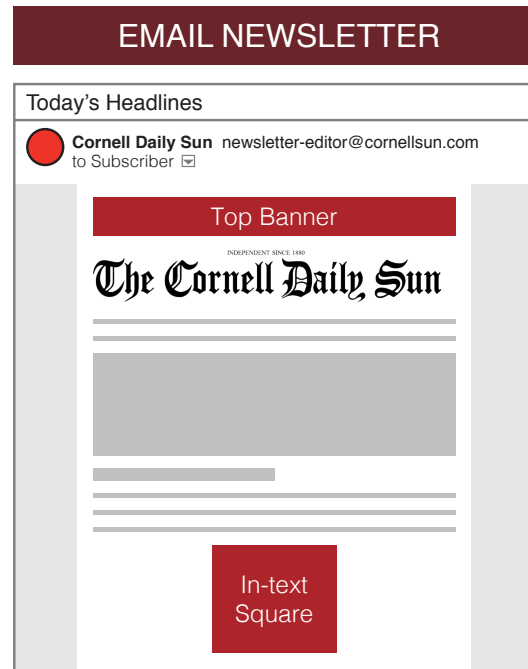 EMAIL NEWSLETTER
Today's Headlines
Cornell Daily Sun newsletter-editor@cornellsun.com
to Subscriber
Top Banner
INDEPENDENT SINCE 1880
The Cornell Daily Sun
In-text
Square